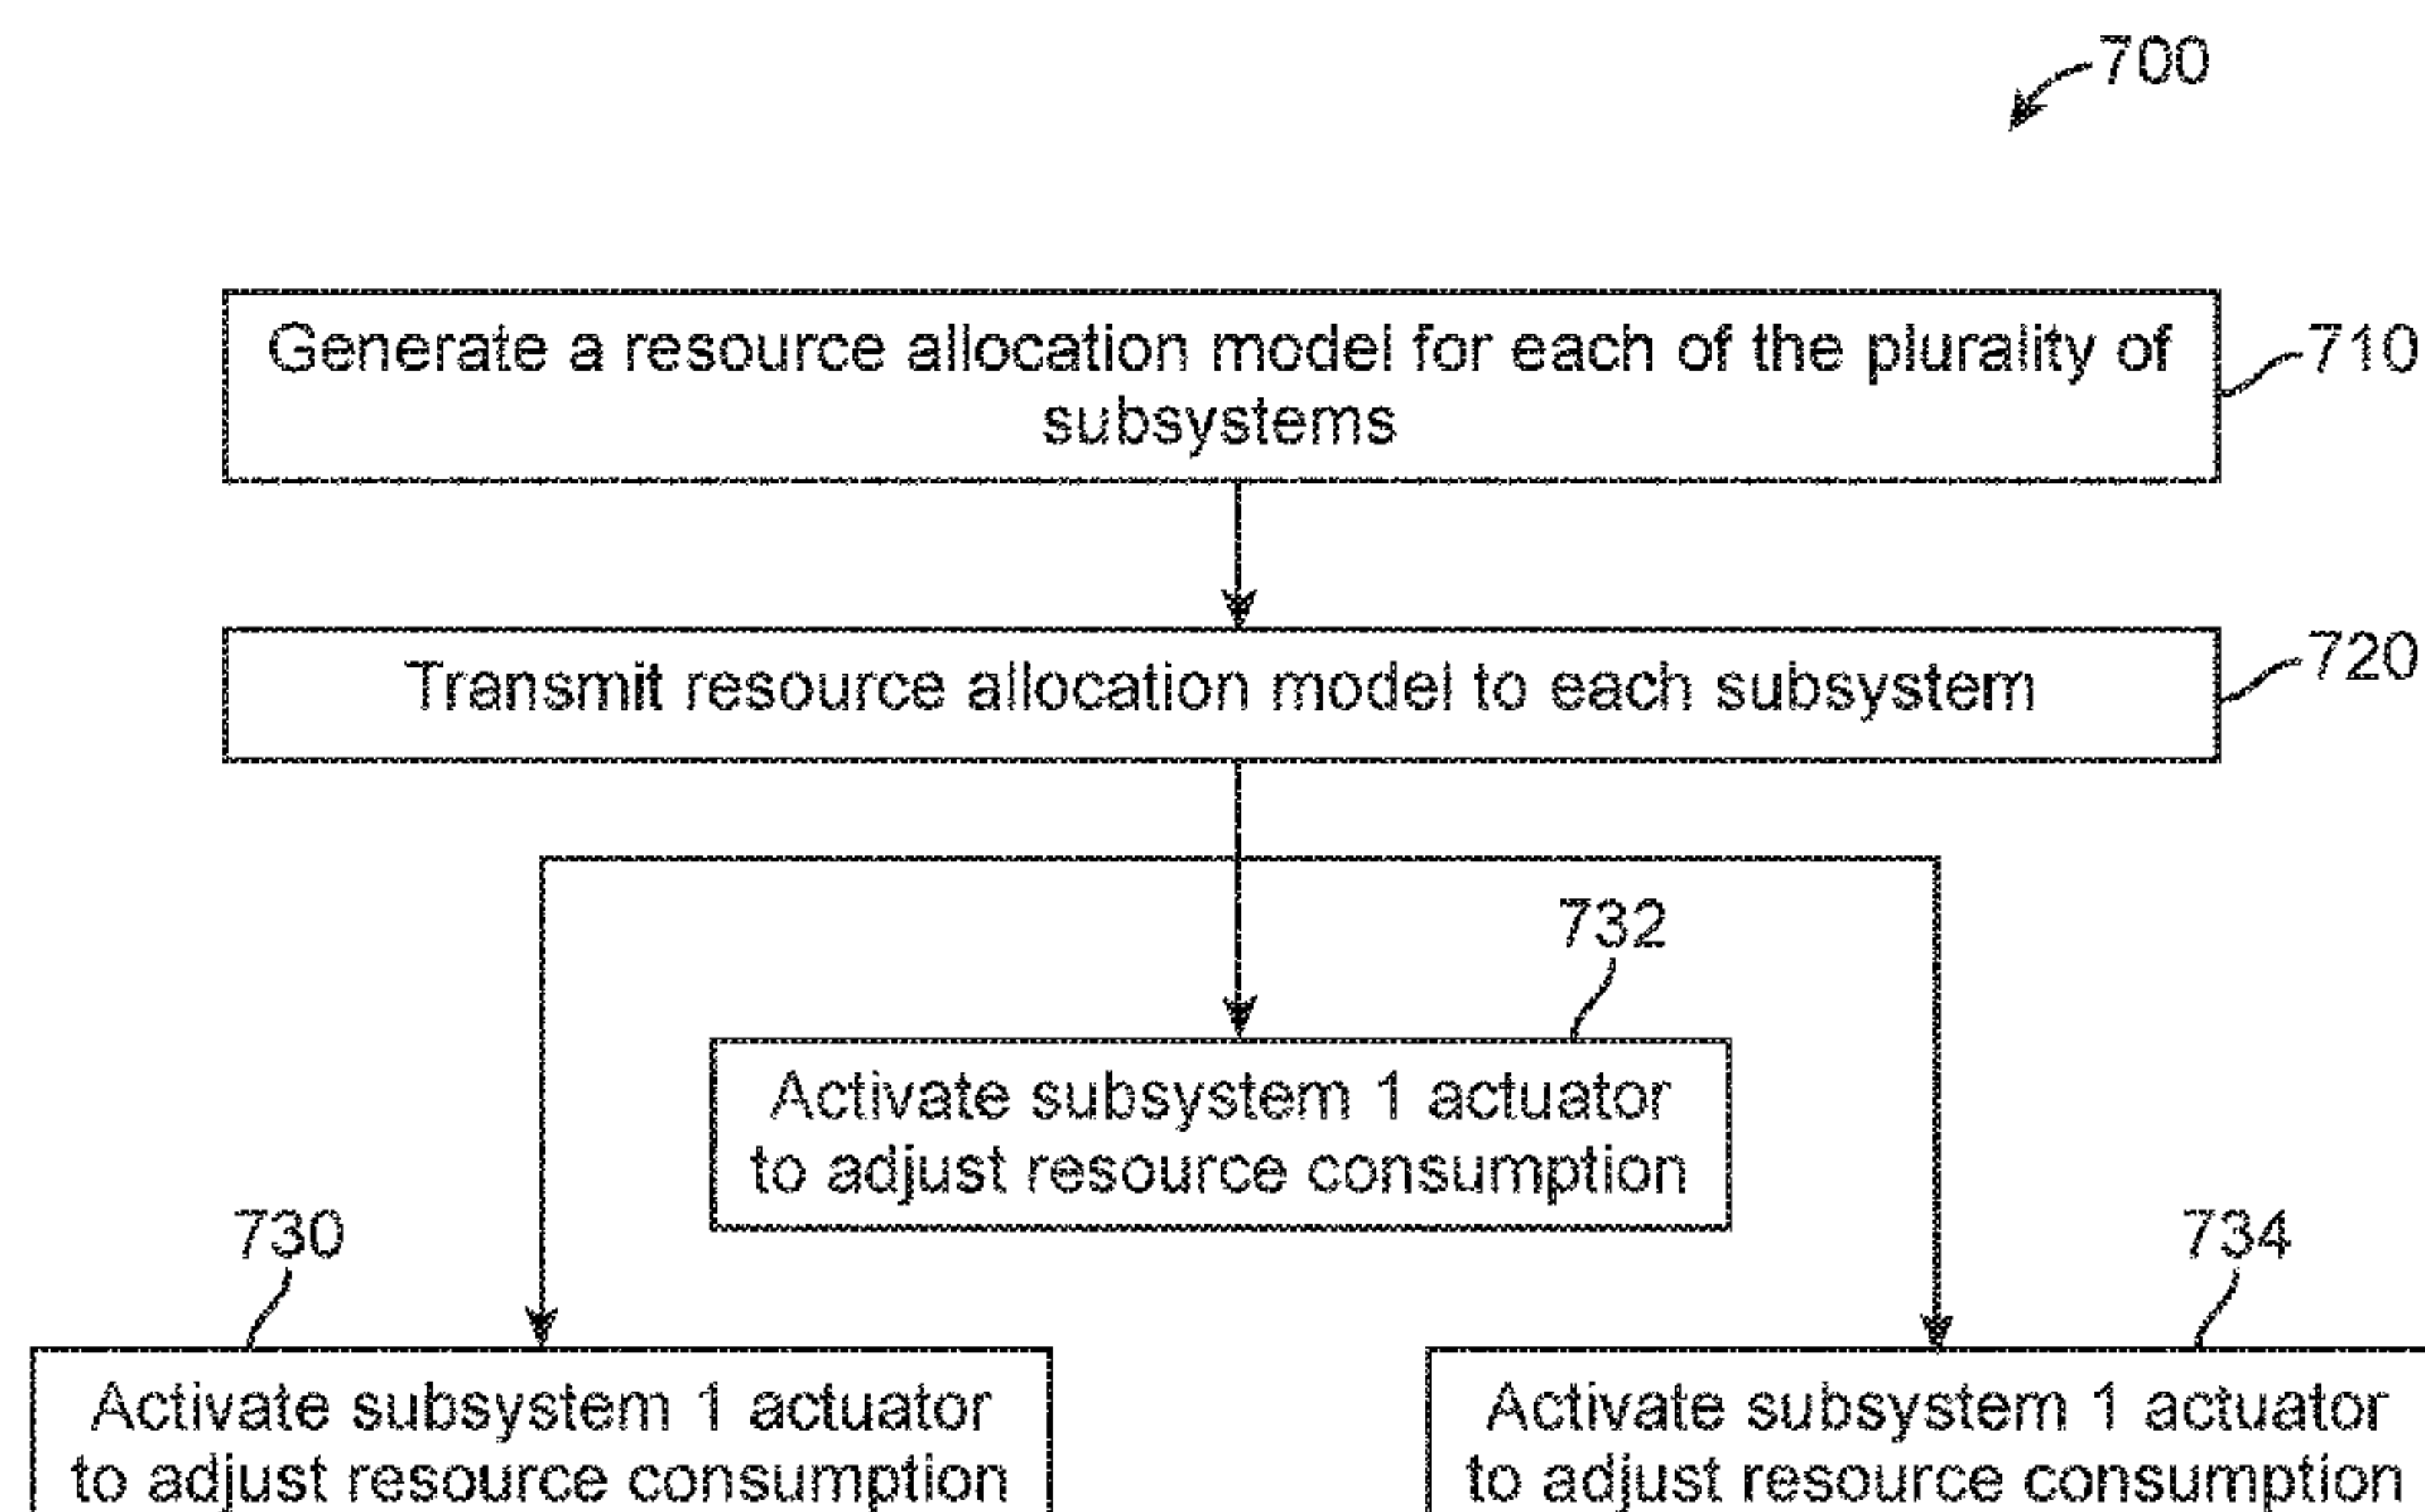 700
Generate a resource allocation model for each of the plurality of
subsystems
710
Transmit resource allocation model to each subsystem
720
732
Activate subsystem 1 actuator
to adjust resource consumption
730
Activate subsystem 1 actuator
to adjust resource consumption
734
Activate subsystem 1 actuator
to adjust resource consumption